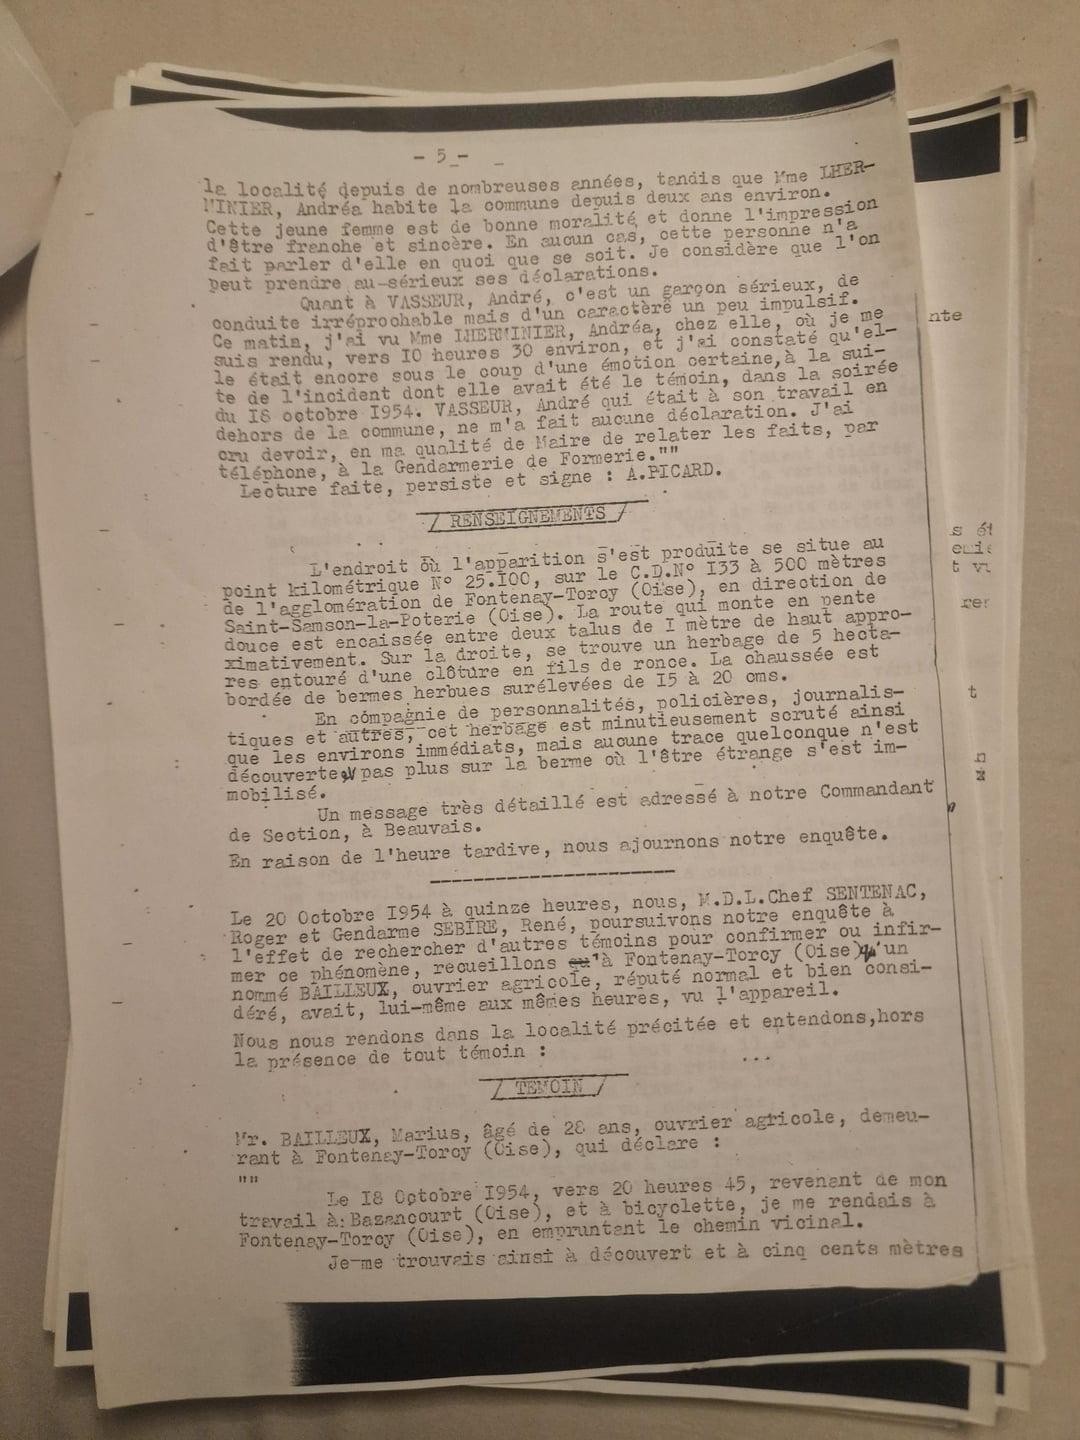 - 5 -
la localité depuis de nombreuses années, tandis que Mme LHER-
MINIER, Andréa habite la commune depuis deux ans environ.
Cette jeune femme est de bonne moralité et donne l'impression
d'être franche et sincère. En aucun cas, cette personne n'a
fait parler d'elle en quoi que se soit. Je considère que l'on
peut prendre au-sérieux ses déclarations.
Quant à VASSEUR, André, c'est un garçon sérieux, de
conduite irréprochable mais d'un caractère un peu impulsif.
Ce matin, j'ai vu Mme LHERMINIER, Andréa, chez elle, où je me
suis rendu, vers IO heures 30 environ, et j'ai constaté qu'el-
le était encore sous le coup d'une émotion certaine, à la sui-
te de l'incident dont elle avait été le témoin, dans la soirée
du I8 octobre I954. VASSEUR, André qui était à son travail en
dehors de la commune, ne m'a fait aucune déclaration. J'ai
cru devoir, en ma qualité de Maire de relater les faits, par
téléphone, à la Gendarmerie de Formerie.""
Lecture faite, persiste et signe : A.PICARD.
/ RENSEIGNEMENTS /
L'endroit où l'apparition s'est produite se situe au
point kilométrique N° 25.IOO, sur le C.D.N° I33 à 500 mètres
de l'agglomération de Fontenay-Torcy (Oise), en direction de
Saint-Samson-la-Poterie (Oise). La route qui monte en pente
douce est encaissée entre deux talus de I mètre de haut appro-
ximativement. Sur la droite, se trouve un herbage de 5 hecta-
res entouré d'une clôture en fils de ronce. La chaussée est
bordée de bermes herbues surélevées de I5 à 20 cms.
En compagnie de personnalités, policières, journalis-
tiques et autres, cet herbage est minutieusement scruté ainsi
que les environs immédiats, mais aucune trace quelconque n'est
découverte, pas plus sur la berme où l'être étrange s'est im-
mobilisé.
Un message très détaillé est adressé à notre Commandant
de Section, à Beauvais.
En raison de l'heure tardive, nous ajournons notre enquête.
Le 20 Octobre I954 à quinze heures, nous, M.D.L.Chef SENTENAC,
Roger et Gendarme SEBIRE, René, poursuivons notre enquête à
l'effet de rechercher d'autres témoins pour confirmer ou infir-
mer ce phénomène, recueillons qu'à Fontenay-Torcy (Oise) qu'un
nommé BAILLEUX, ouvrier agricole, réputé normal et bien consi-
déré, avait, lui-même aux mêmes heures, vu l'appareil.
Nous nous rendons dans la localité précitée et entendons, hors
la présence de tout témoin :
...
/ TEMOIN /
Mr. BAILLEUX, Marius, âgé de 28 ans, ouvrier agricole, demeu-
rant à Fontenay-Torcy (Oise), qui déclare :
""
Le I8 Octobre I954, vers 20 heures 45, revenant de mon
travail à: Bazancourt (Oise), et à bicyclette, je me rendais à
Fontenay-Torcy (Oise), en empruntant le chemin vicinal.
Je me trouvais ainsi à découvert et à cinq cents mètres
nte
s ét
t